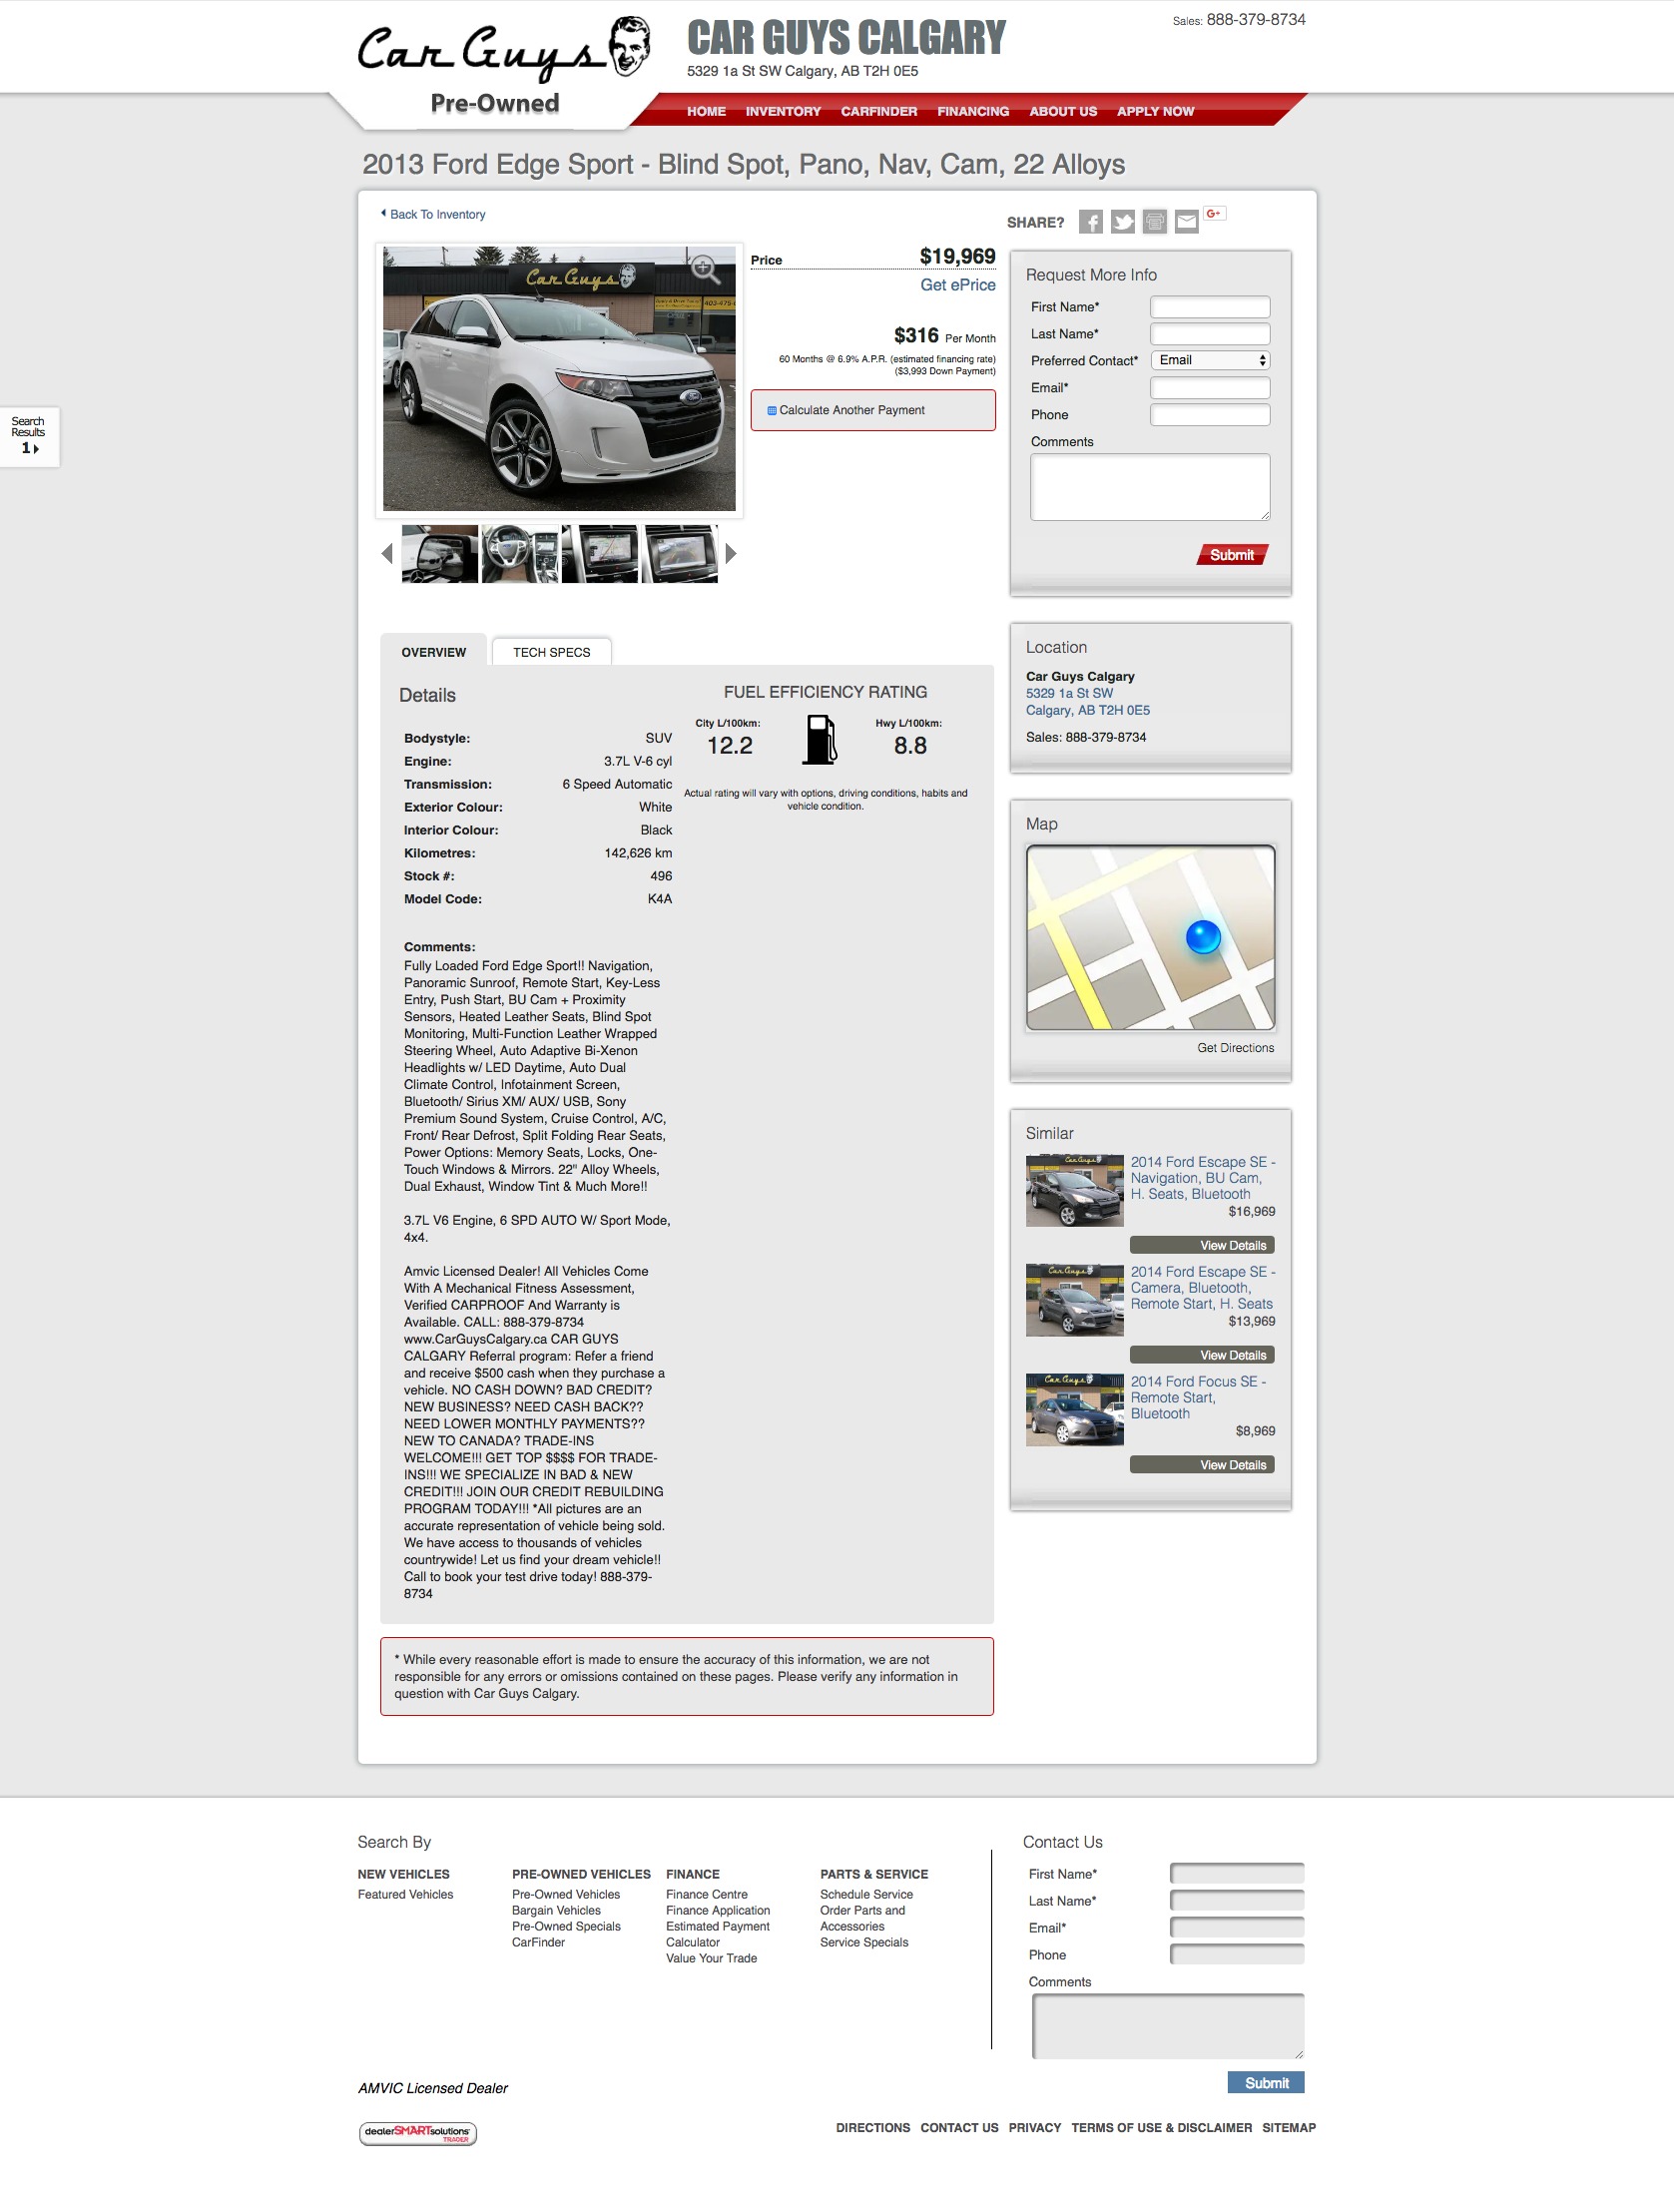 Car Guys
Pre-Owned
CAR GUYS CALGARY
5329 1a St SW Calgary, AB T2H 0E5
Sales: 888-379-8734
HOME INVENTORY CARFINDER FINANCING ABOUT US APPLY NOW
2013 Ford Edge Sport - Blind Spot, Pano, Nav, Cam, 22 Alloys
Back To Inventory
SHARE?
G+
Car Guys
Ford
Price $19,969
Get ePrice
$316 Per Month
60 Months @ 6.9% A.P.R. (estimated financing rate)
($3,993 Down Payment)
Calculate Another Payment
Search
Results
1
Request More Info
First Name*
Last Name*
Preferred Contact* Email
Email*
Phone
Comments
Submit
OVERVIEW TECH SPECS
Details
Bodystyle: SUV
Engine: 3.7L V-6 cyl
Transmission: 6 Speed Automatic
Exterior Colour: White
Interior Colour: Black
Kilometres: 142,626 km
Stock #: 496
Model Code: K4A
FUEL EFFICIENCY RATING
City L/100km: Hwy L/100km:
12.2 8.8
Actual rating will vary with options, driving conditions, habits and
vehicle condition.
Comments:
Fully Loaded Ford Edge Sport!! Navigation,
Panoramic Sunroof, Remote Start, Key-Less
Entry, Push Start, BU Cam + Proximity
Sensors, Heated Leather Seats, Blind Spot
Monitoring, Multi-Function Leather Wrapped
Steering Wheel, Auto Adaptive Bi-Xenon
Headlights w/ LED Daytime, Auto Dual
Climate Control, Infotainment Screen,
Bluetooth/ Sirius XM/ AUX/ USB, Sony
Premium Sound System, Cruise Control, A/C,
Front/ Rear Defrost, Split Folding Rear Seats,
Power Options: Memory Seats, Locks, One-
Touch Windows & Mirrors. 22" Alloy Wheels,
Dual Exhaust, Window Tint & Much More!!
3.7L V6 Engine, 6 SPD AUTO W/ Sport Mode,
4x4.
Amvic Licensed Dealer! All Vehicles Come
With A Mechanical Fitness Assessment,
Verified CARPROOF And Warranty is
Available. CALL: 888-379-8734
www.CarGuysCalgary.ca CAR GUYS
CALGARY Referral program: Refer a friend
and receive $500 cash when they purchase a
vehicle. NO CASH DOWN? BAD CREDIT?
NEW BUSINESS? NEED CASH BACK??
NEED LOWER MONTHLY PAYMENTS??
NEW TO CANADA? TRADE-INS
WELCOME!!! GET TOP $$$$ FOR TRADE-
INS!!! WE SPECIALIZE IN BAD & NEW
CREDIT!!! JOIN OUR CREDIT REBUILDING
PROGRAM TODAY!!! *All pictures are an
accurate representation of vehicle being sold.
We have access to thousands of vehicles
countrywide! Let us find your dream vehicle!!
Call to book your test drive today! 888-379-
8734
* While every reasonable effort is made to ensure the accuracy of this information, we are not
responsible for any errors or omissions contained on these pages. Please verify any information in
question with Car Guys Calgary.
Location
Car Guys Calgary
5329 1a St SW
Calgary, AB T2H 0E5
Sales: 888-379-8734
Map
Get Directions
Similar
Car Guys
2014 Ford Escape SE -
Navigation, BU Cam,
H. Seats, Bluetooth
$16,969
View Details
Car Guys
2014 Ford Escape SE -
Camera, Bluetooth,
Remote Start, H. Seats
$13,969
View Details
Car Guys
2014 Ford Focus SE -
Remote Start,
Bluetooth
$8,969
View Details
Search By
NEW VEHICLES
Featured Vehicles
PRE-OWNED VEHICLES
Pre-Owned Vehicles
Bargain Vehicles
Pre-Owned Specials
CarFinder
FINANCE
Finance Centre
Finance Application
Estimated Payment
Calculator
Value Your Trade
PARTS & SERVICE
Schedule Service
Order Parts and
Accessories
Service Specials
Contact Us
First Name*
Last Name*
Email*
Phone
Comments
Submit
AMVIC Licensed Dealer
dealerSMARTsolutions
TRADER
DIRECTIONS CONTACT US PRIVACY TERMS OF USE & DISCLAIMER SITEMAP